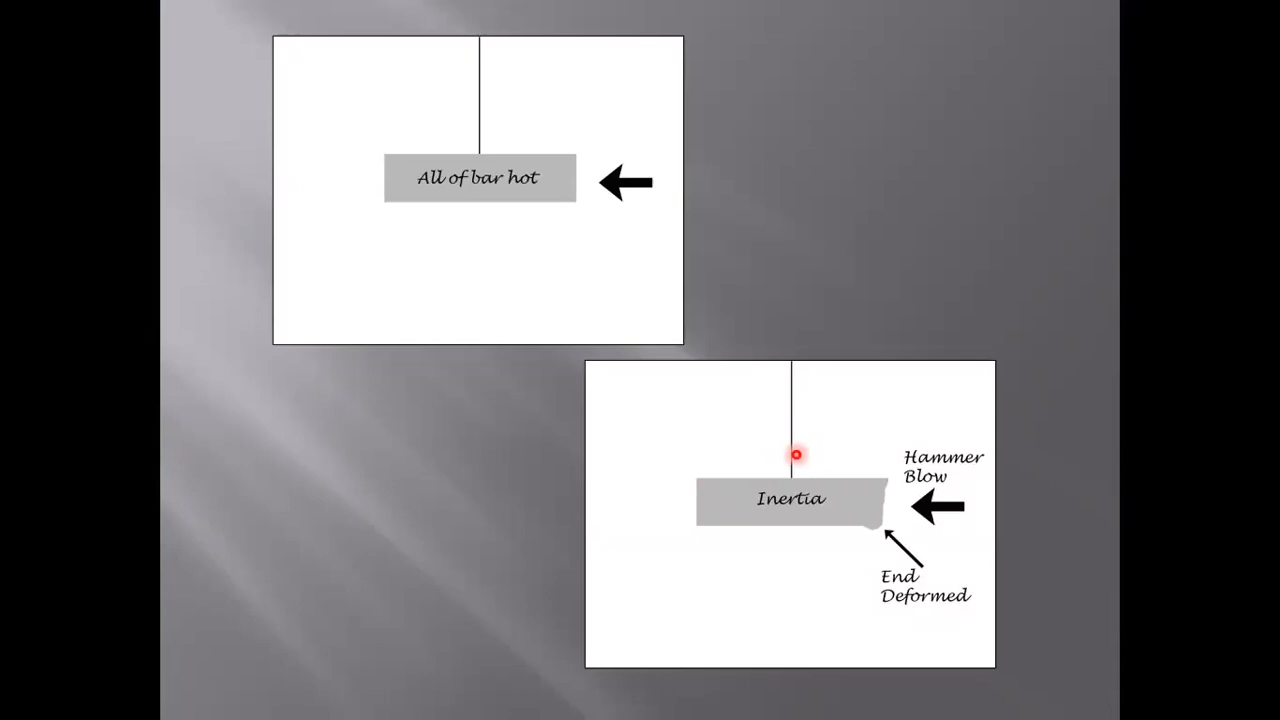 All of bar hot
Hammer
Blow
Inertia
End
Deformed